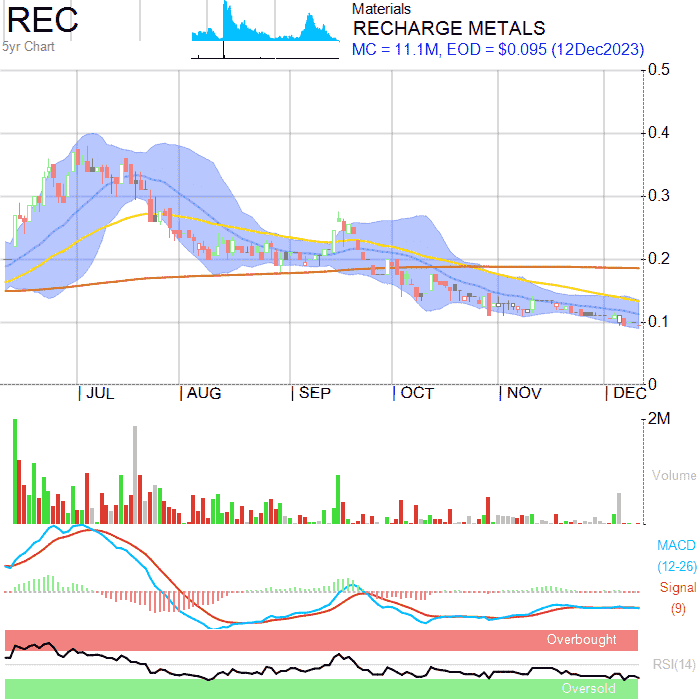 REC
5yr Chart
Materials
RECHARGE METALS
MC = 11.1M, EOD = $0.095 (12Dec2023)
0.5
0.4
0.3
0.2
0.1
0
JUL AUG SEP OCT NOV DEC
2M
Volume
MACD
(12-26)
Signal
(9)
Overbought
RSI(14)
Oversold